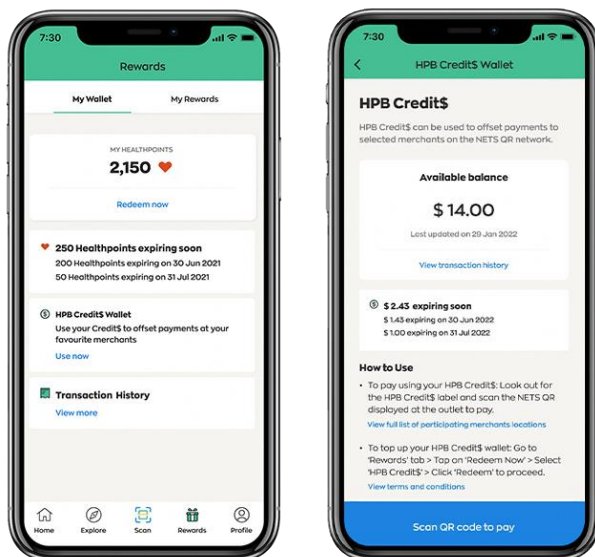 7:30
Rewards
My Wallet
My Rewards
MY HEALTHPOINTS
2,150
Redeem now
250 Healthpoints expiring soon
200 Healthpoints expiring on 30 Jun 2021
50 Healthpoints expiring on 31 Jul 2021
HPB Credit$ Wallet
Use your Credit$ to offset payments at your
favourite merchants
Use now
Transaction History
View more
Home
Explore
Scan
Rewards
Profile
7:30
HPB Credit$ Wallet
HPB Credit$
HPB Credit$ can be used to offset payments to
selected merchants on the NETS QR network.
Available balance
$ 14.00
Last updated on 29 Jan 2022
View transaction history
$ 2.43 expiring soon
$ 1.43 expiring on 30 Jun 2022
$ 1.00 expiring on 31 Jul 2022
How to Use
• To pay using your HPB Credit$: Look out for
the HPB Credit$ label and scan the NETS QR
displayed at the outlet to pay.
View full list of participating merchants locations
• To top up your HPB Credit$ wallet: Go to
'Rewards' tab > Tap on 'Redeem Now' > Select
'HPB Credit$' > Click 'Redeem' to proceed.
View terms and conditions
Scan QR code to pay